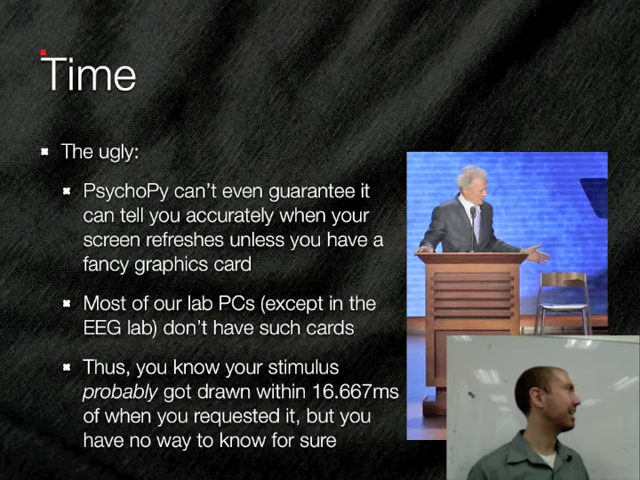 Time
The ugly:
PsychoPy can't even guarantee it
can tell you accurately when your
screen refreshes unless you have a
fancy graphics card
Most of our lab PCs (except in the
EEG lab) don't have such cards
Thus, you know your stimulus
probably got drawn within 16.667ms
of when you requested it, but you
have no way to know for sure